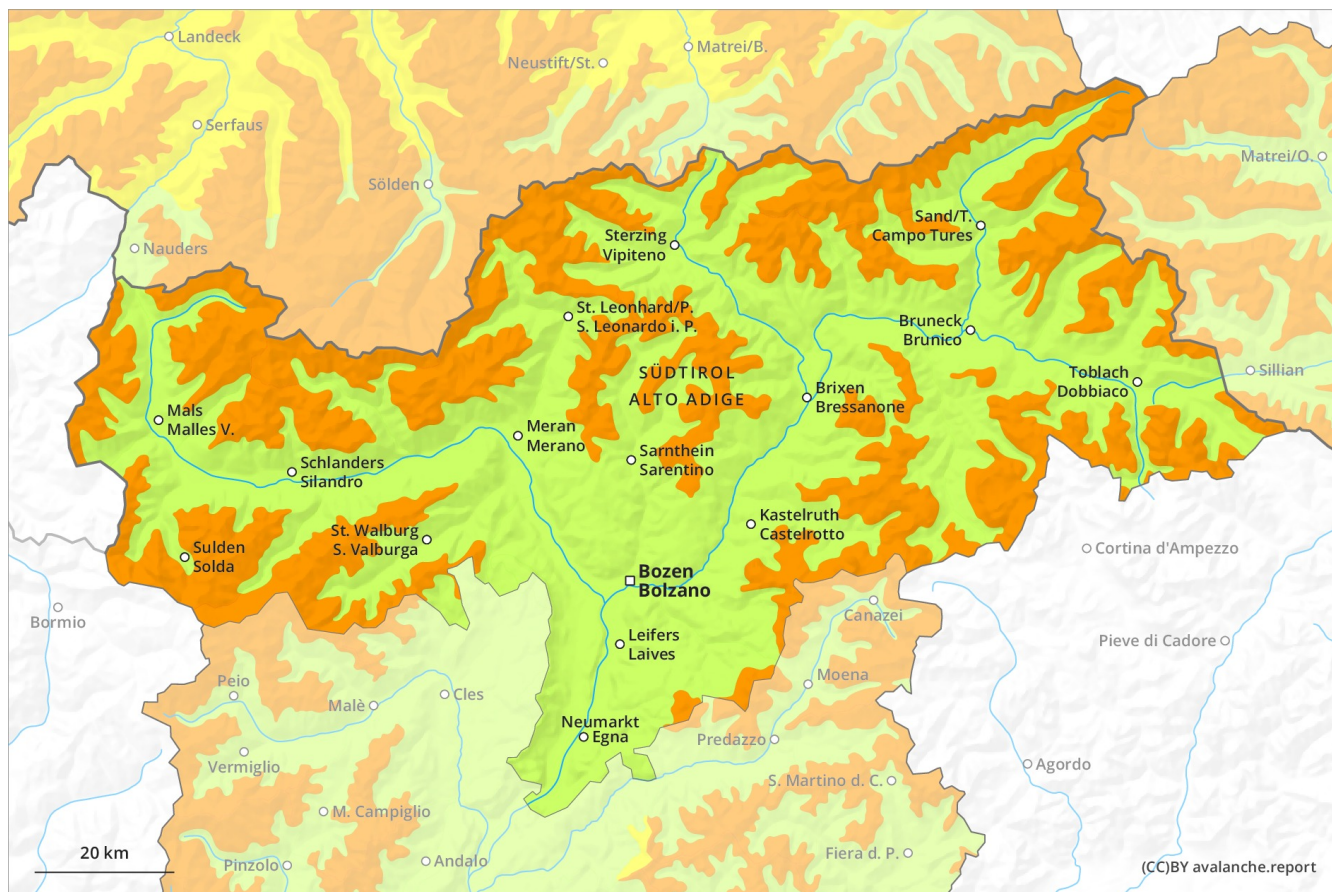 Landeck
Matrei/B.
Neustift/St.
Serfaus
Matrei/O.
Sölden
Sand/T.
Campo Tures
Sterzing
Vipiteno
Nauders
St. Leonhard/P.
S. Leonardo i. P.
Bruneck
Brunico
SÜDTIROL
ALTO ADIGE
Toblach
Dobbiaco
Sillian
Brixen
Bressanone
Mals
Malles V.
Meran
Merano
Sarnthein
Sarentino
Schlanders
Silandro
Kastelruth
Castelrotto
St. Walburg
S. Valburga
Sulden
Solda
Cortina d'Ampezzo
Bozen
Bolzano
Bormio
Canazei
Leifers
Laives
Pieve di Cadore
Peio
Moena
Malè
Cles
Neumarkt
Egna
Predazzo
Vermiglio
Agordo
S. Martino d. C.
M. Campiglio
20 km
Andalo
Fiera d. P.
Pinzolo
(CC)BY avalanche.report